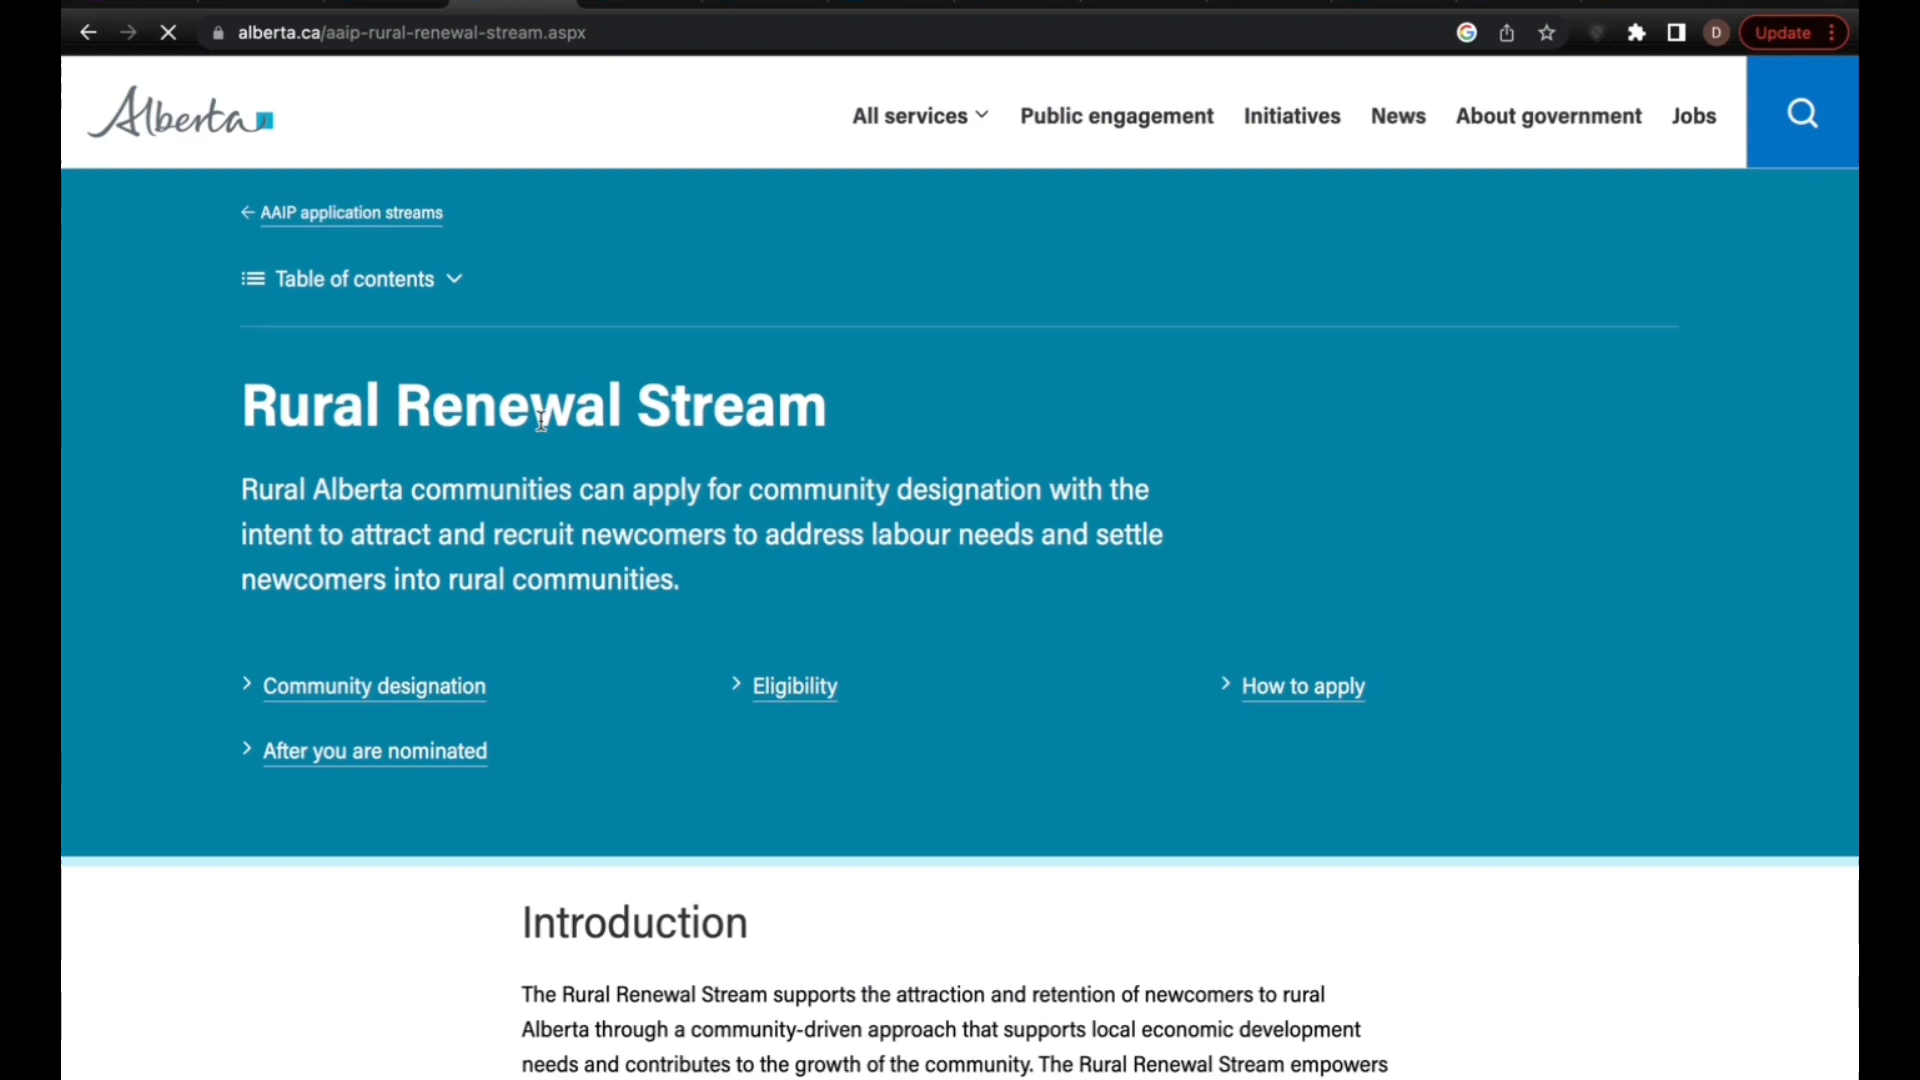 alberta.ca/aaip-rural-renewal-stream.aspx
D
Update
Alberta
All services
Public engagement
Initiatives
News
About government
Jobs
AAIP application streams
Table of contents
Rural Renewal Stream
Rural Alberta communities can apply for community designation with the
intent to attract and recruit newcomers to address labour needs and settle
newcomers into rural communities.
Community designation
Eligibility
How to apply
After you are nominated
Introduction
The Rural Renewal Stream supports the attraction and retention of newcomers to rural
Alberta through a community-driven approach that supports local economic development
needs and contributes to the growth of the community. The Rural Renewal Stream empowers